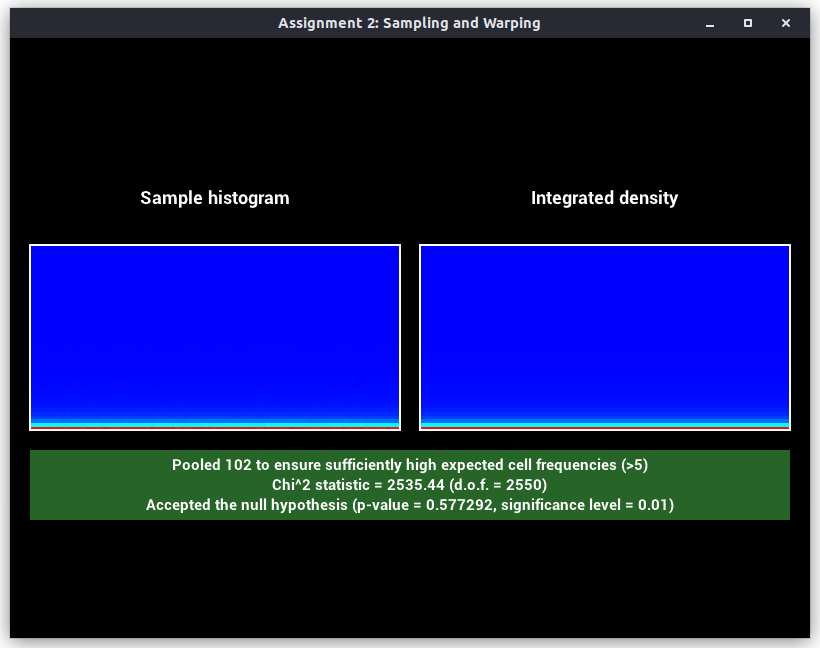 Assignment 2: Sampling and Warping
Sample histogram
Integrated density
Pooled 102 to ensure sufficiently high expected cell frequencies (>5)
Chi^2 statistic = 2535.44 (d.o.f. = 2550)
Accepted the null hypothesis (p-value = 0.577292, significance level = 0.01)